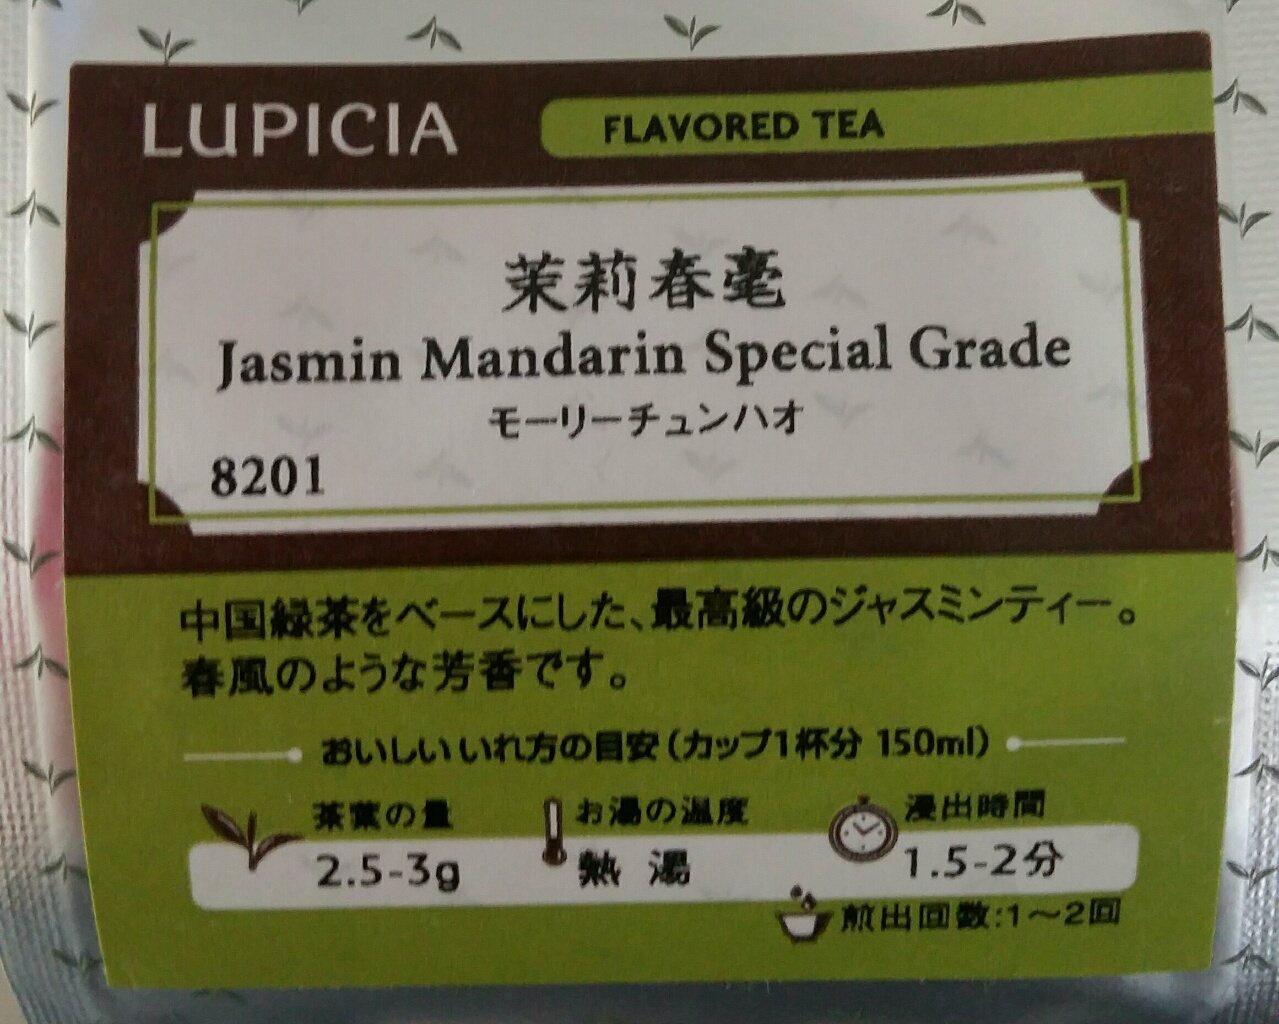 LUPICIA
FLAVORED TEA
茉莉春毫
Jasmin Mandarin Special Grade
モーリーチュンハオ
8201
中国緑茶をベースにした、最高級のジャスミンティー。
春風のような芳香です。
おいしいいれ方の目安（カップ1杯分 150ml）
茶葉の量
2.5-3g
お湯の温度
熱 湯
浸出時間
1.5-2分
煎出回数:1～2回